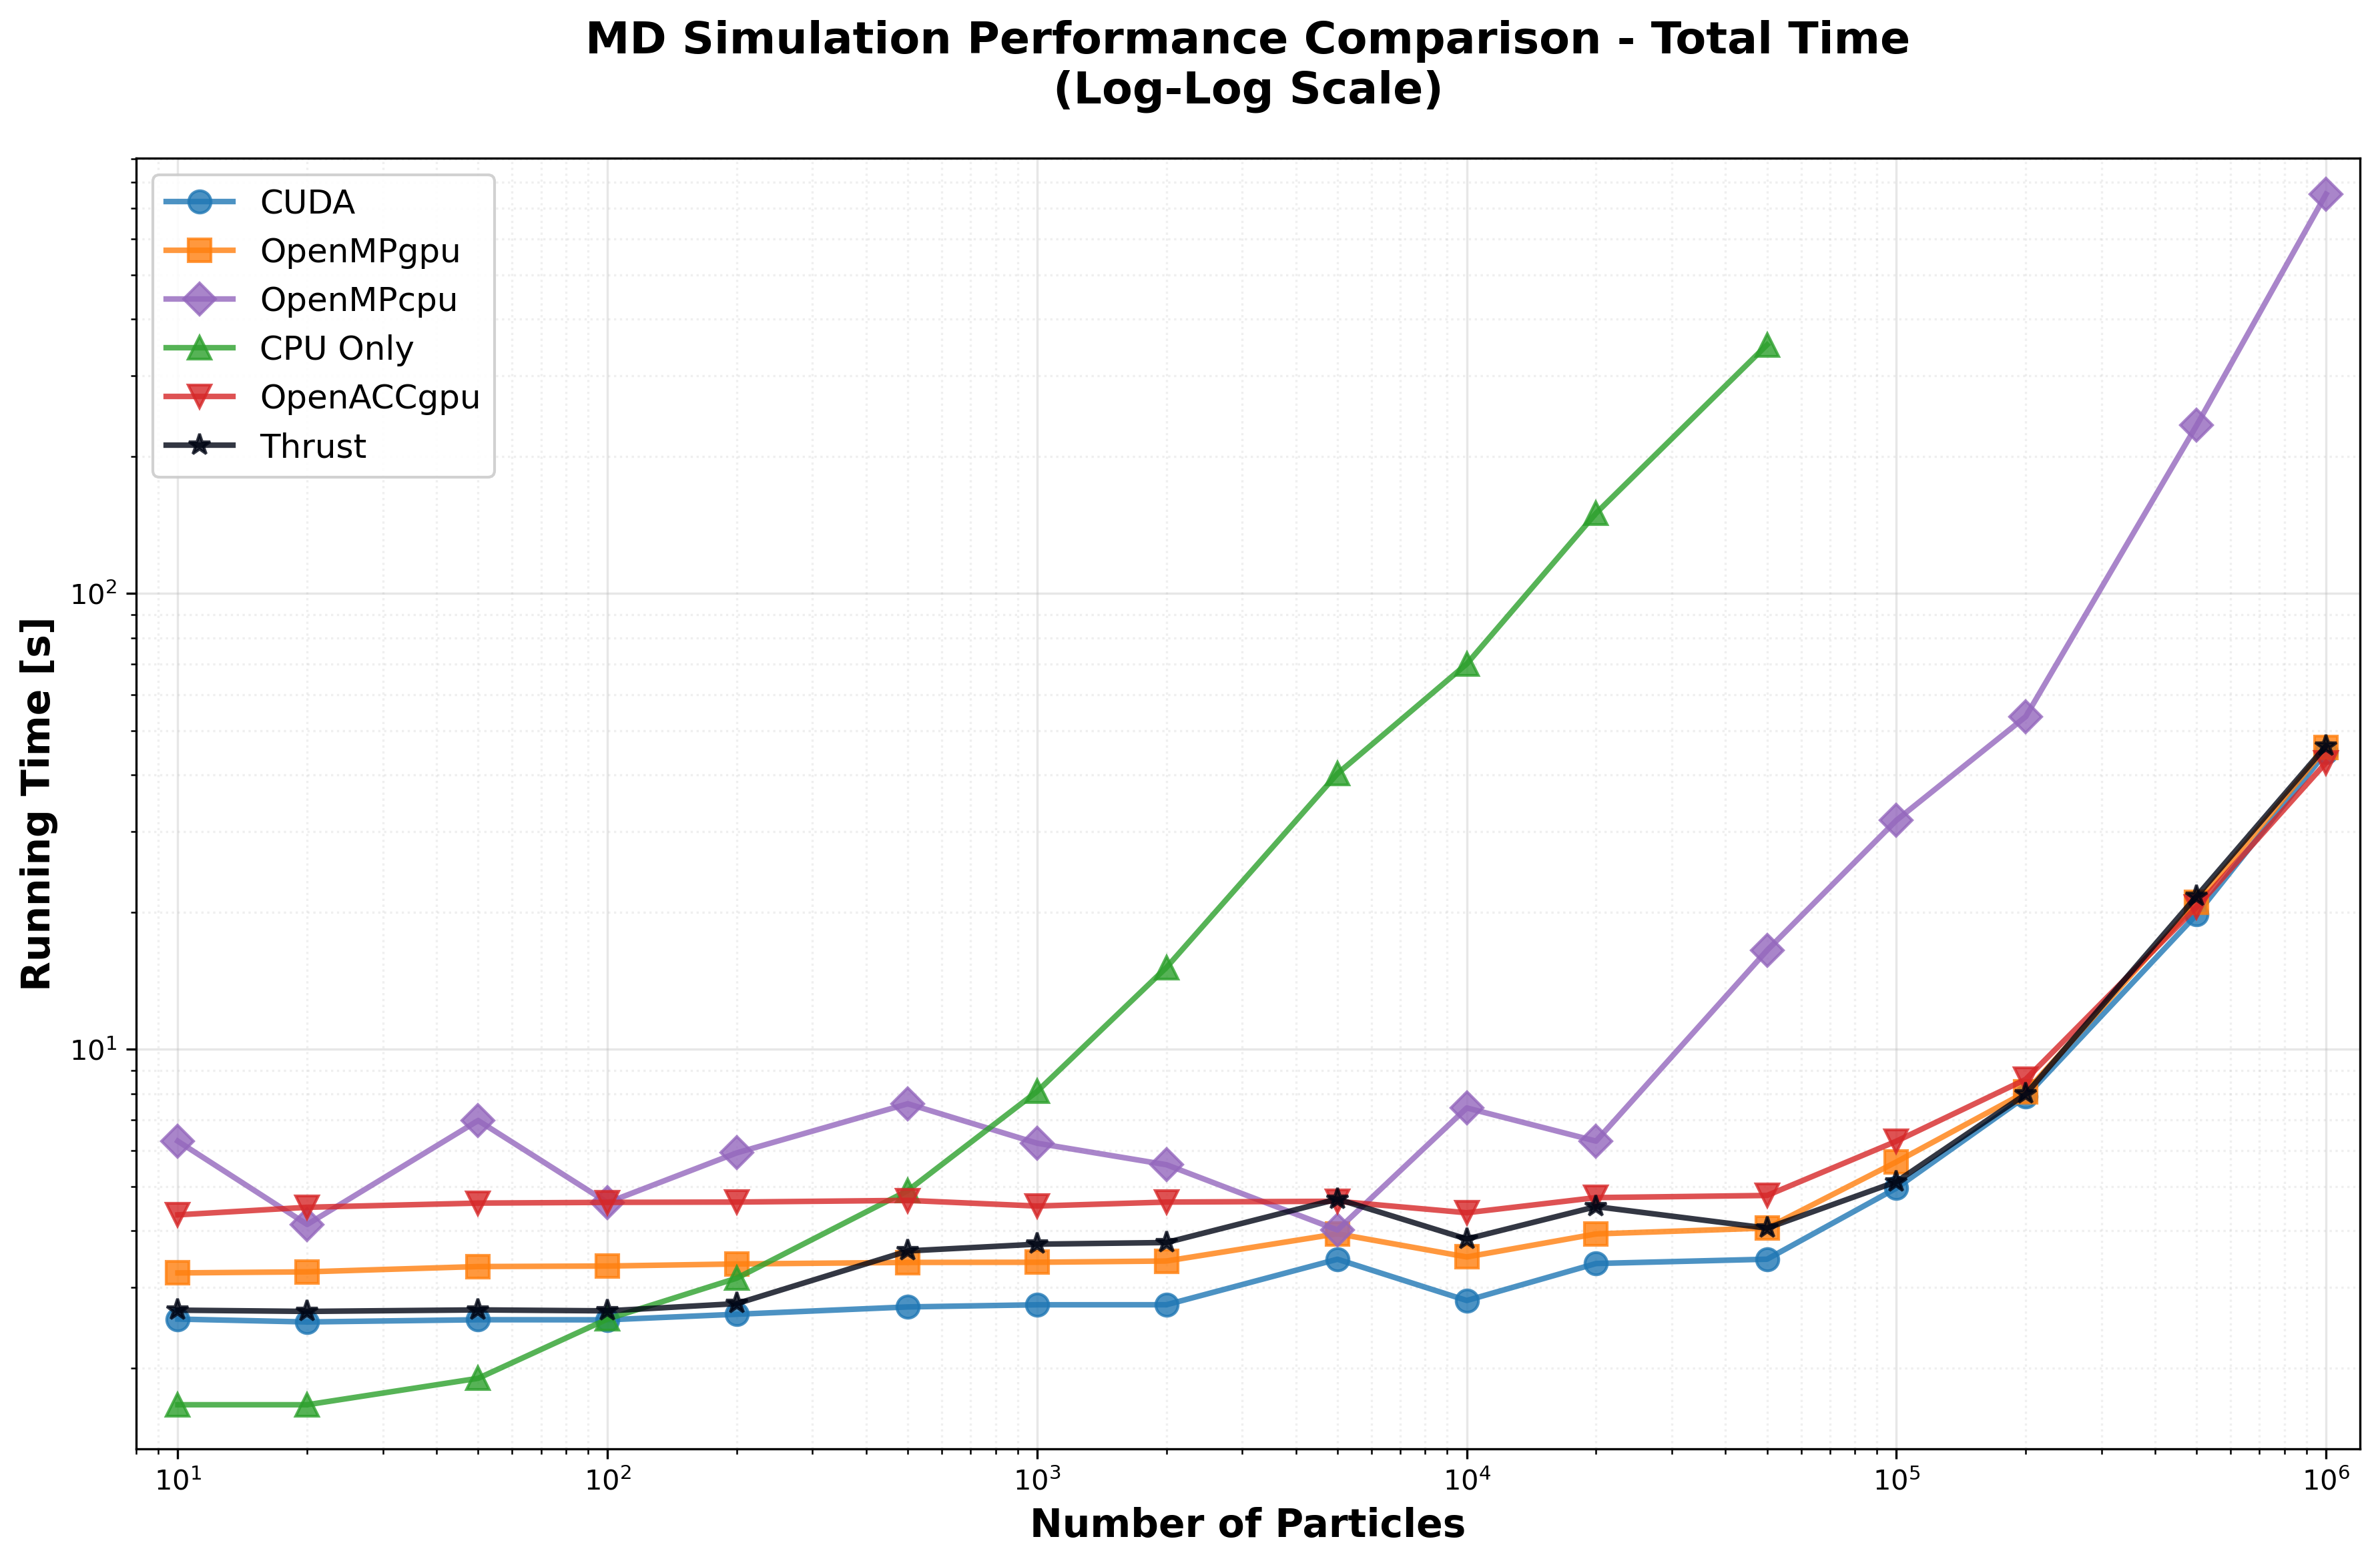 MD Simulation Performance Comparison - Total Time
(Log-Log Scale)
CUDA
OpenMPgpu
OpenMPcpu
CPU Only
OpenACCgpu
Thrust
Running Time [s]
10²
10¹
10¹
10²
10³
10⁴
10⁵
10⁶
Number of Particles